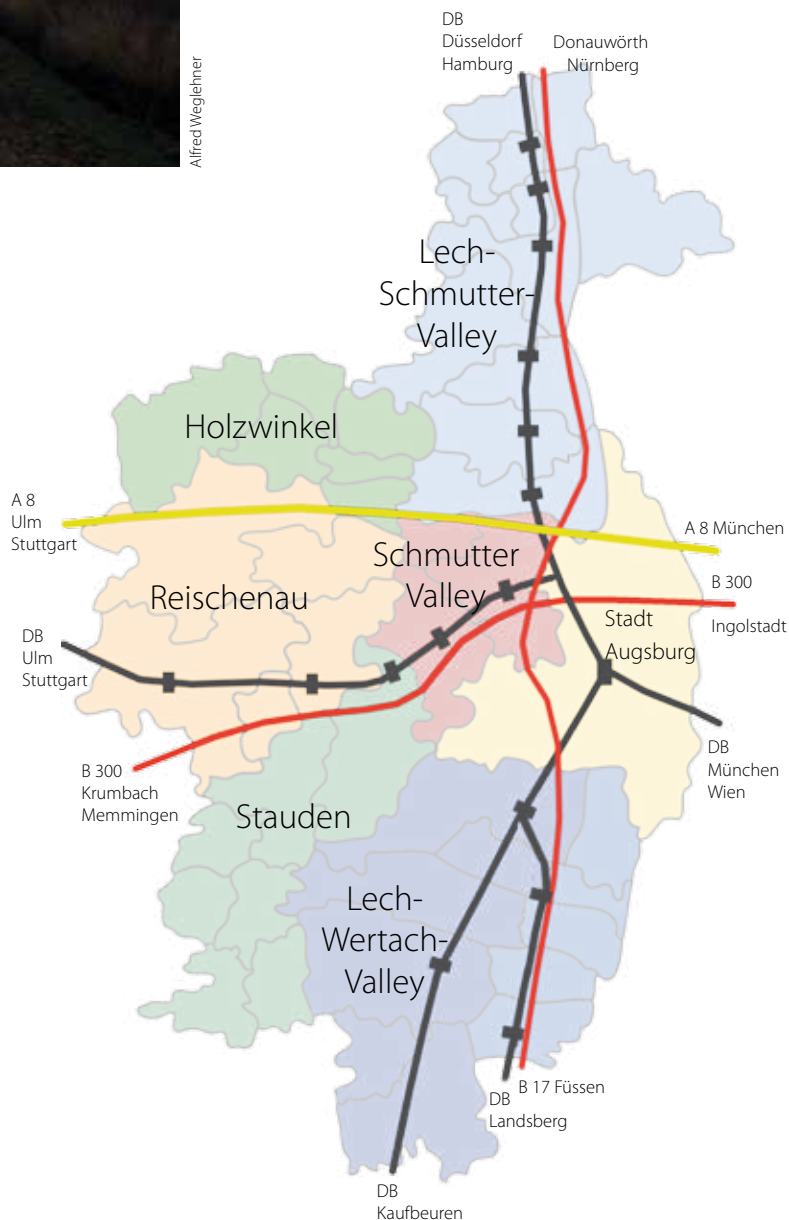 Alfred Weglehner
DB
Düsseldorf
Hamburg
Donauwörth
Nürnberg
Lech-
Schmutter-
Valley
Holzwinkel
A 8
Ulm
Stuttgart
Schmutter
Valley
A 8 München
B 300
Ingolstadt
Reischenau
Stadt
Augsburg
DB
Ulm
Stuttgart
DB
München
Wien
B 300
Krumbach
Memmingen
Stauden
Lech-
Wertach-
Valley
B 17 Füssen
DB
Landsberg
DB
Kaufbeuren